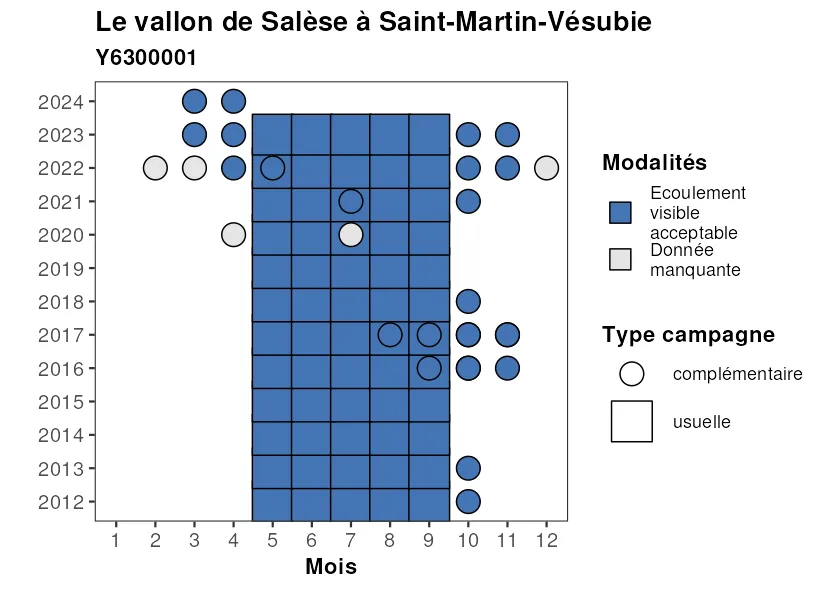 Le vallon de Salèse à Saint-Martin-Vésubie
Y6300001
2024
2023
2022
2021
2020
2019
2018
2017
2016
2015
2014
2013
2012
1 2 3 4 5 6 7 8 9 10 11 12
Mois
Modalités
Ecoulement
visible
acceptable
Donnée
manquante
Type campagne
complémentaire
usuelle